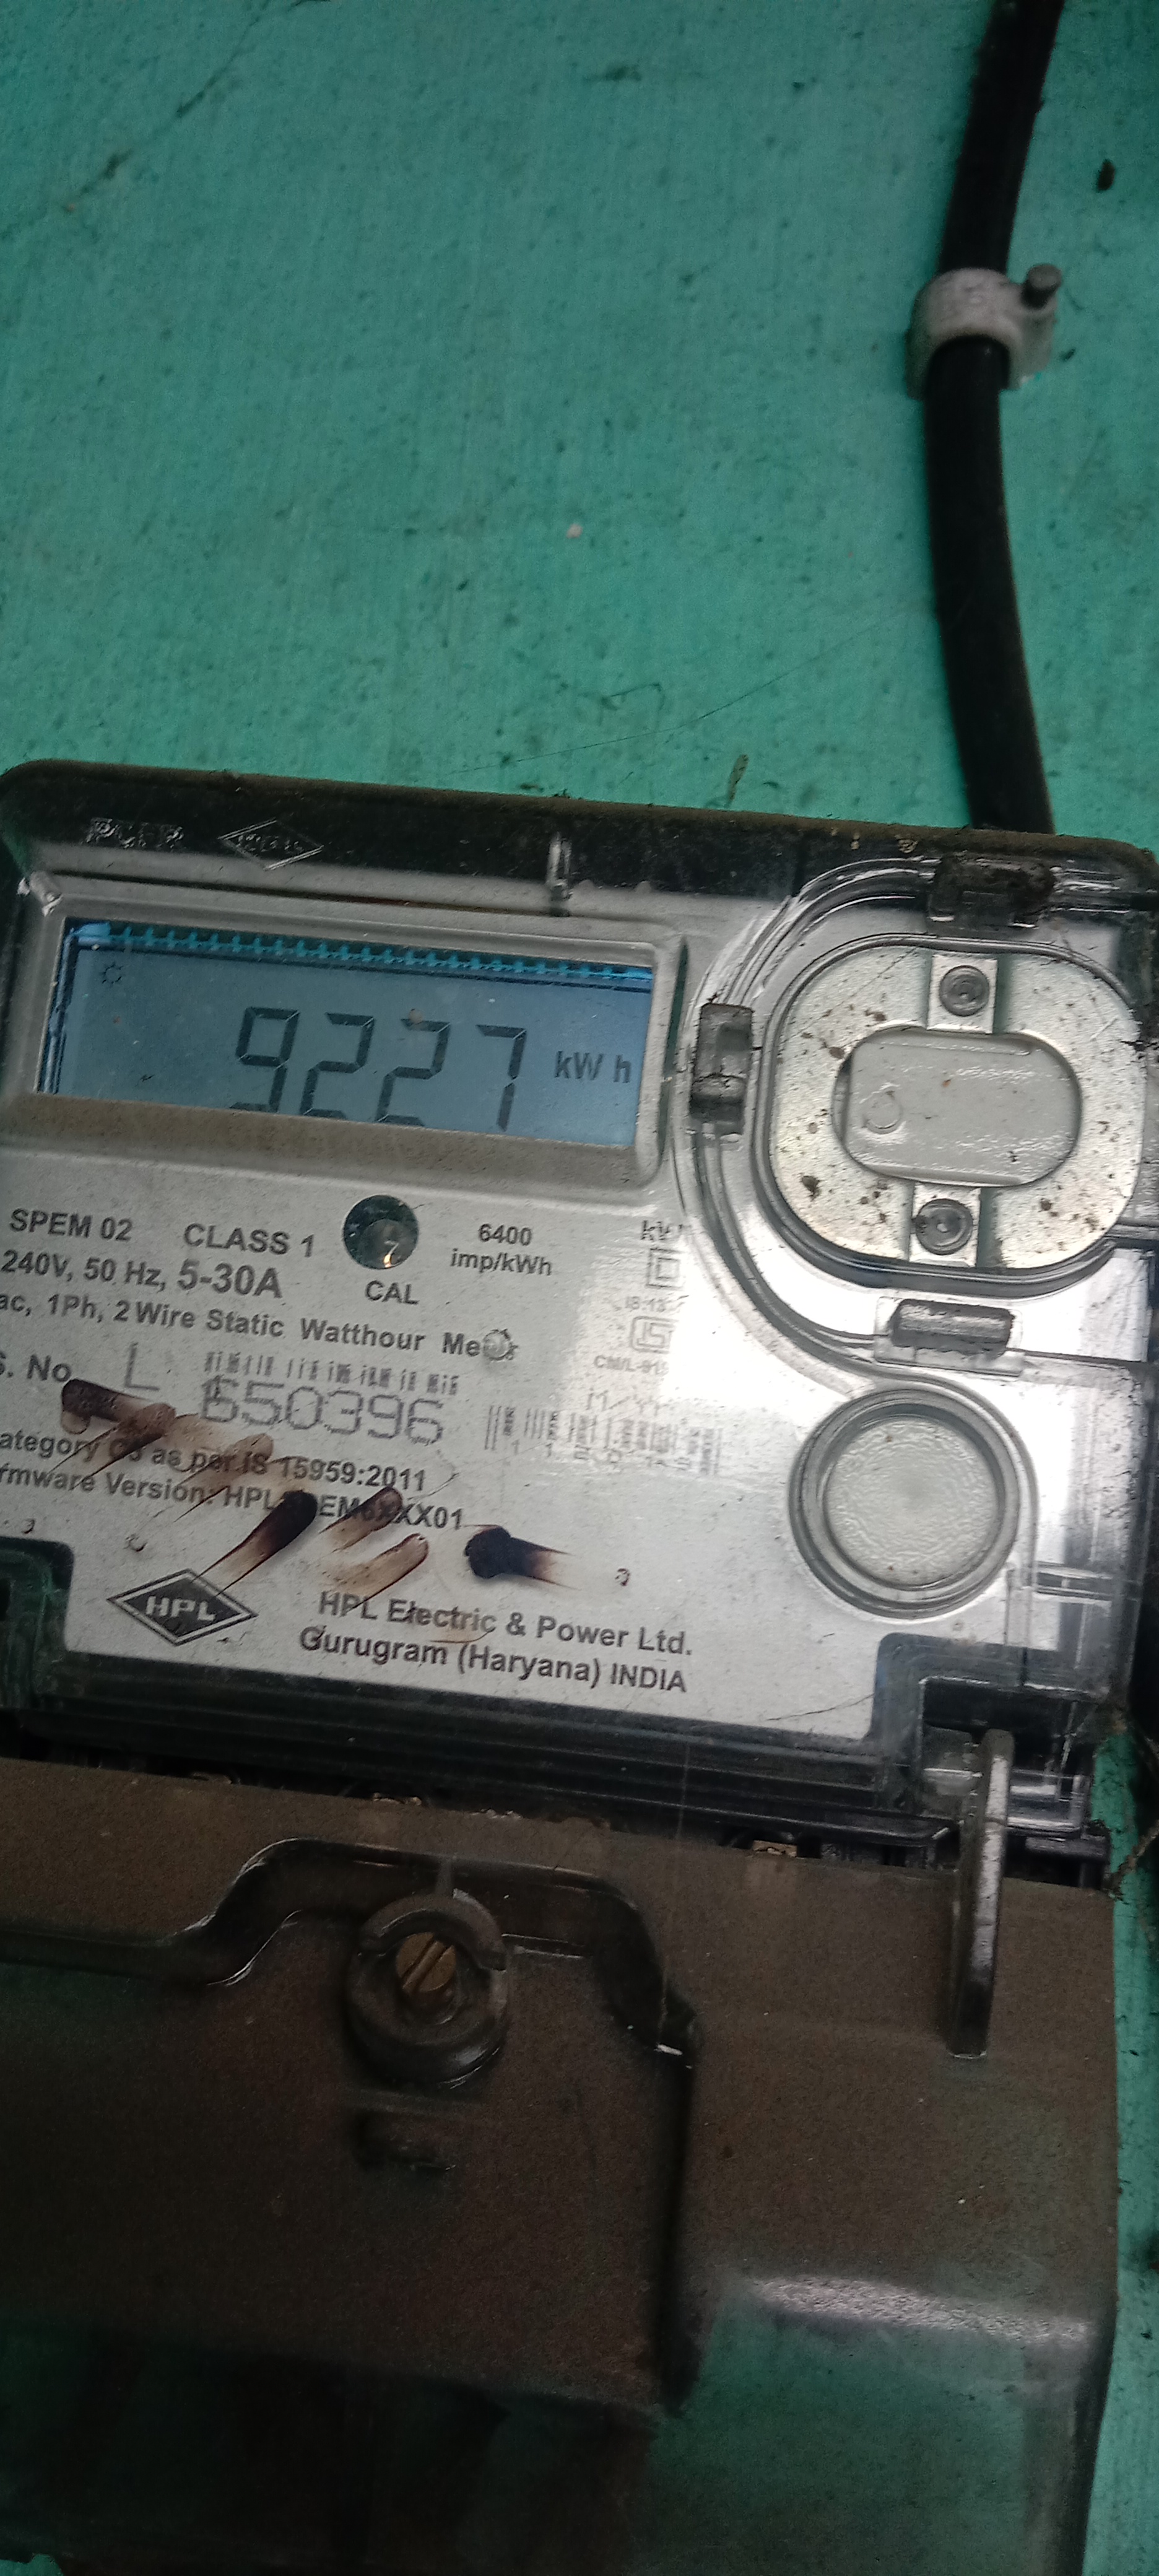 9227 kWh
SPEM 02 CLASS 1
6400
imp/kWh
240V, 50 Hz, 5-30A
CAL
ac, 1Ph, 2 Wire Static Watthour
S. No. L 650396
ategory as per IS 15959:2011
rmware Version: HPL
HPL
HPL Electric & Power Ltd.
Gurugram (Haryana) INDIA